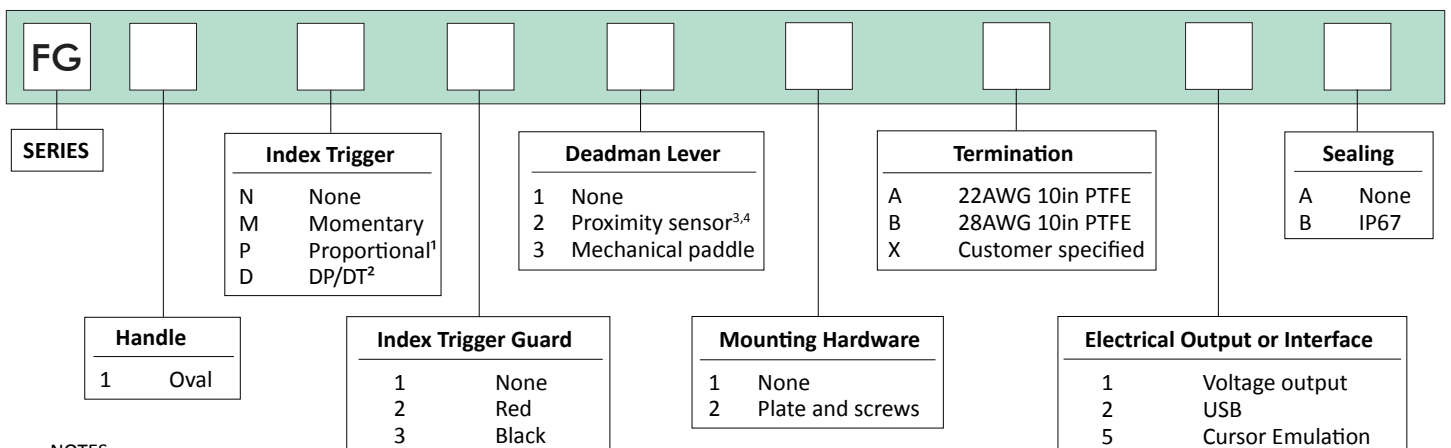 FG
SERIES
Index Trigger
N None
M Momentary
P Proportional¹
D DP/DT²
Deadman Lever
1 None
2 Proximity sensor³,⁴
3 Mechanical paddle
Termination
A 22AWG 10in PTFE
B 28AWG 10in PTFE
X Customer specified
Sealing
A None
B IP67
Handle
1 Oval
Index Trigger Guard
1 None
2 Red
3 Black
Mounting Hardware
1 None
2 Plate and screws
Electrical Output or Interface
1 Voltage output
2 USB
5 Cursor Emulation
NOTES